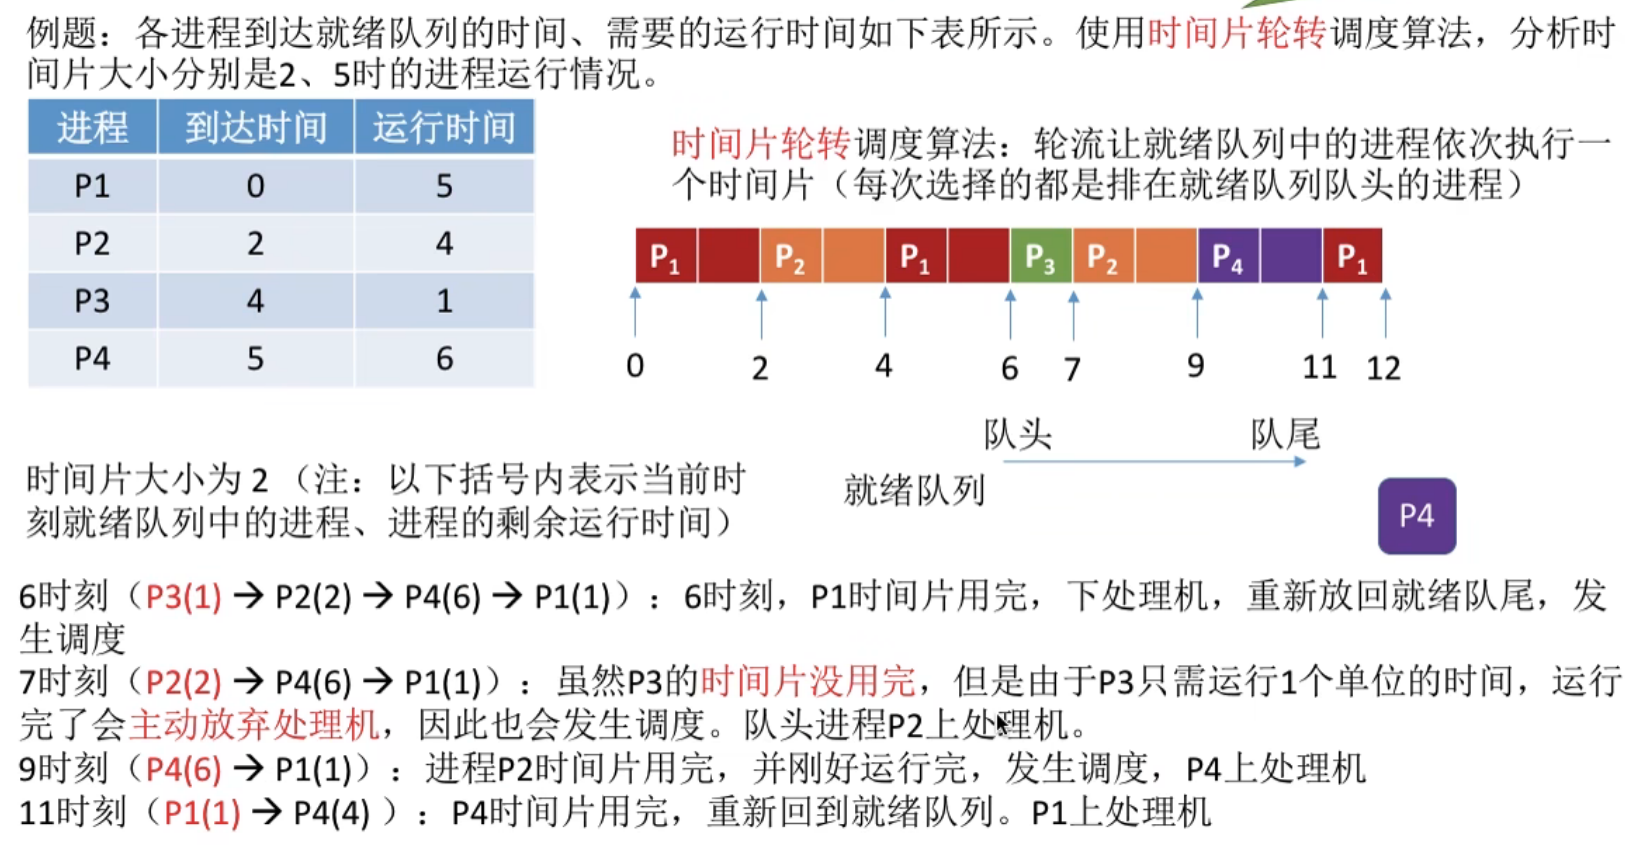 例题：各进程到达就绪队列的时间、需要的运行时间如下表所示。使用时间片轮转调度算法，分析时
间片大小分别是2、5时的进程运行情况。
进程 到达时间 运行时间
P1 0 5
P2 2 4
P3 4 1
P4 5 6
时间片轮转调度算法：轮流让就绪队列中的进程依次执行一
个时间片（每次选择的都是排在就绪队列队头的进程）
P1 P2 P1 P3 P2 P4 P1
0 2 4 6 7 9 11 12
队头 队尾
就绪队列
P4
时间片大小为 2 （注：以下括号内表示当前时
刻就绪队列中的进程、进程的剩余运行时间）
6时刻（P3(1) → P2(2) → P4(6) → P1(1)）：6时刻，P1时间片用完，下处理机，重新放回就绪队尾，发
生调度
7时刻（P2(2) → P4(6) → P1(1)）：虽然P3的时间片没用完，但是由于P3只需运行1个单位的时间，运行
完了会主动放弃处理机，因此也会发生调度。队头进程P2上处理机。
9时刻（P4(6) → P1(1)）：进程P2时间片用完，并刚好运行完，发生调度，P4上处理机
11时刻（P1(1) → P4(4) ）：P4时间片用完，重新回到就绪队列。P1上处理机